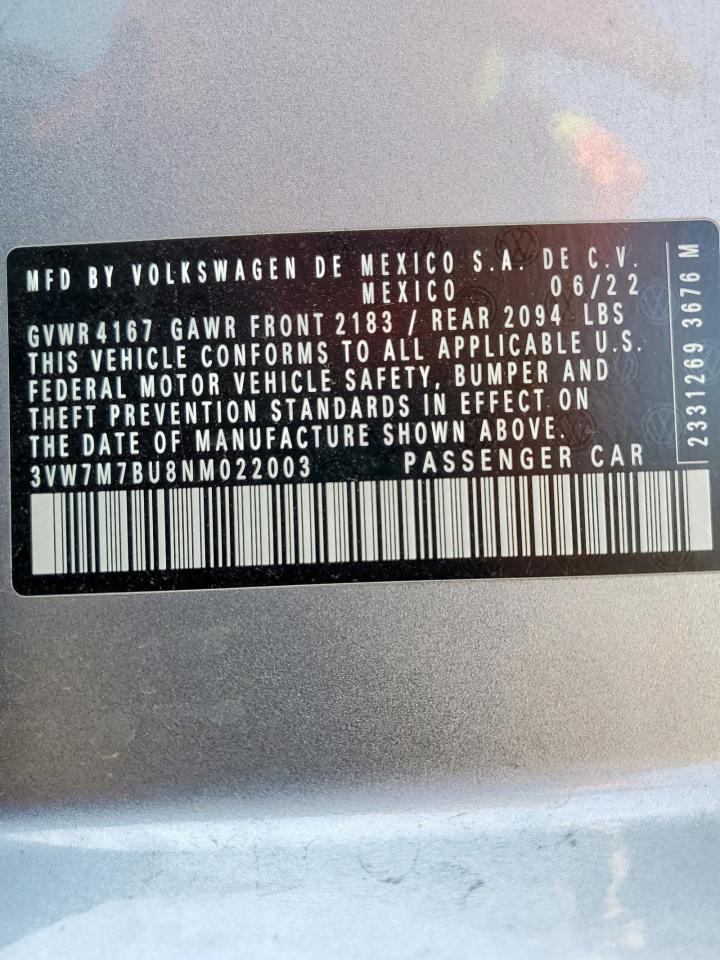 MFD BY VOLKSWAGEN DE MEXICO S.A. DE C.V.
MEXICO 06/22
GVWR 4167 GAWR FRONT 2183 / REAR 2094 LBS
THIS VEHICLE CONFORMS TO ALL APPLICABLE U.S.
FEDERAL MOTOR VEHICLE SAFETY, BUMPER AND
THEFT PREVENTION STANDARDS IN EFFECT ON
THE DATE OF MANUFACTURE SHOWN ABOVE.
3VW7M7BU8NM022003 PASSENGER CAR
2331269 3676 M